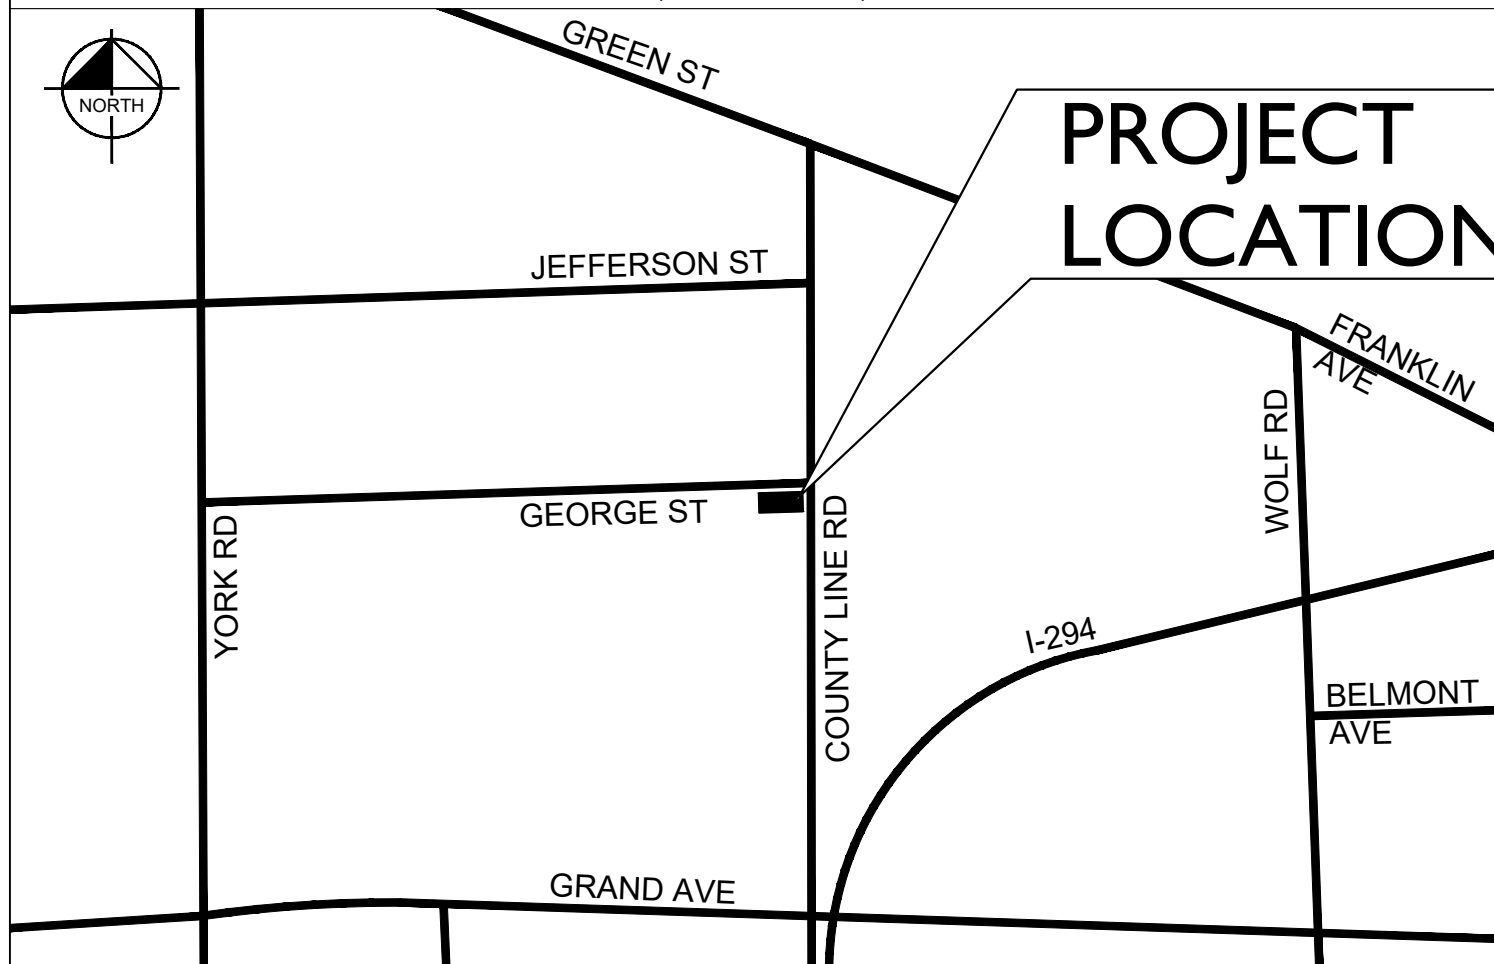 GREEN ST
NORTH
PROJECT
LOCATION
JEFFERSON ST
FRANKLIN
AVE
WOLF RD
GEORGE ST
YORK RD
COUNTY LINE RD
I-294
BELMONT
AVE
GRAND AVE